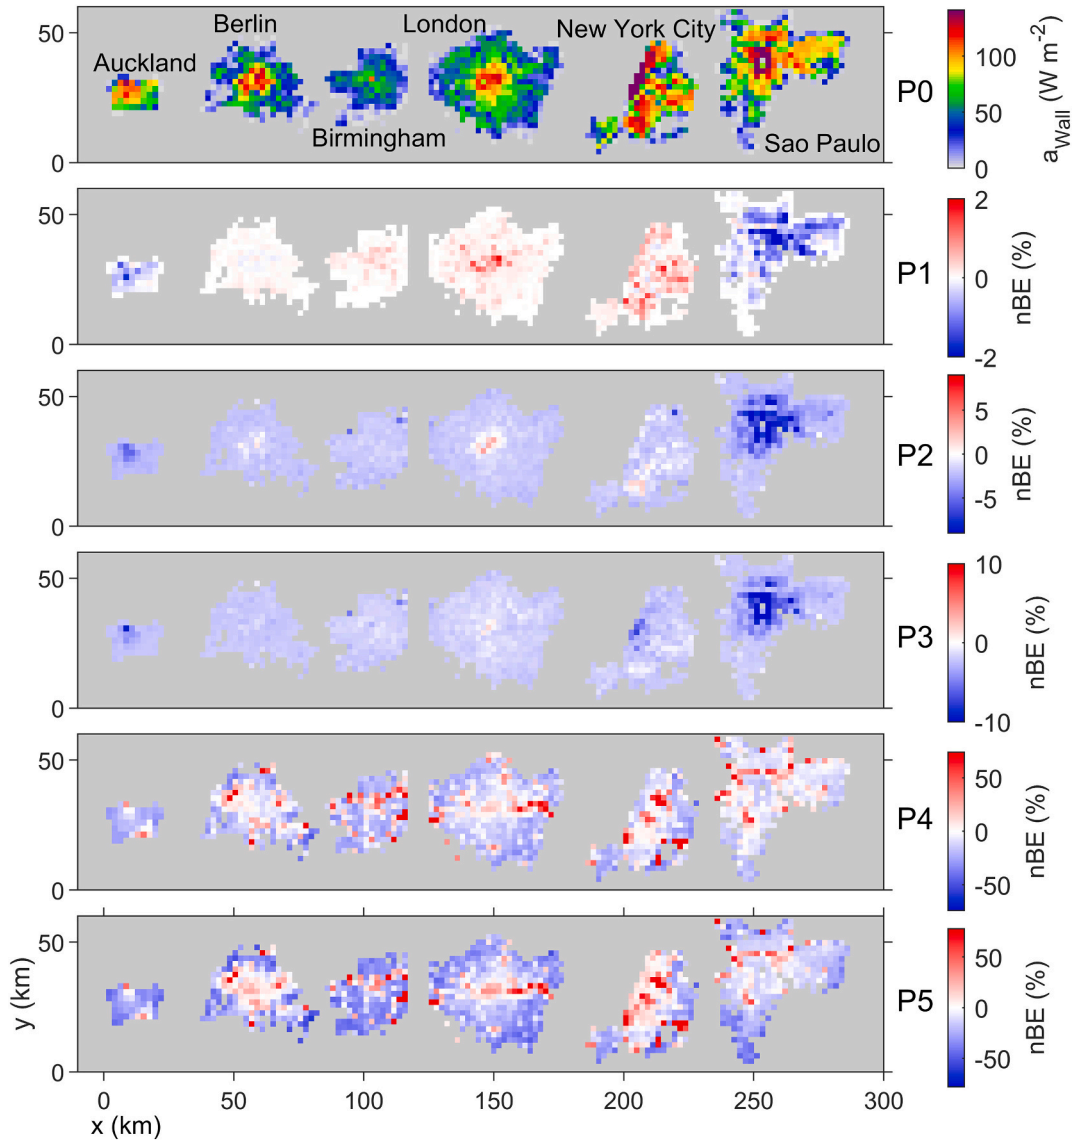 50
0
Auckland
Berlin
Birmingham
London
New York City
Sao Paulo
P0
100
50
0
aWall (W m-2)
50
0
P1
2
0
-2
nBE (%)
50
0
P2
5
0
-5
nBE (%)
50
0
P3
10
0
-10
nBE (%)
50
0
P4
50
0
-50
nBE (%)
50
0
y (km)
P5
50
0
-50
nBE (%)
0 50 100 150 200 250 300
x (km)